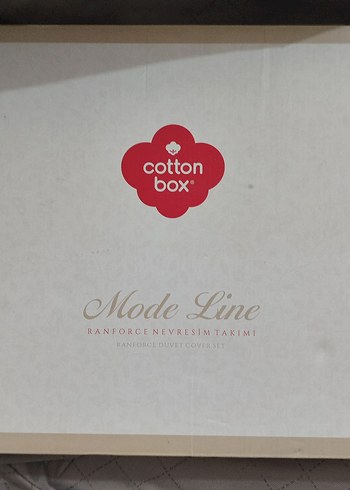 cotton
box®
Mode Line
RANFORCE NEVRESİM TAKIMI
RANFORCE DUVET COVER SET